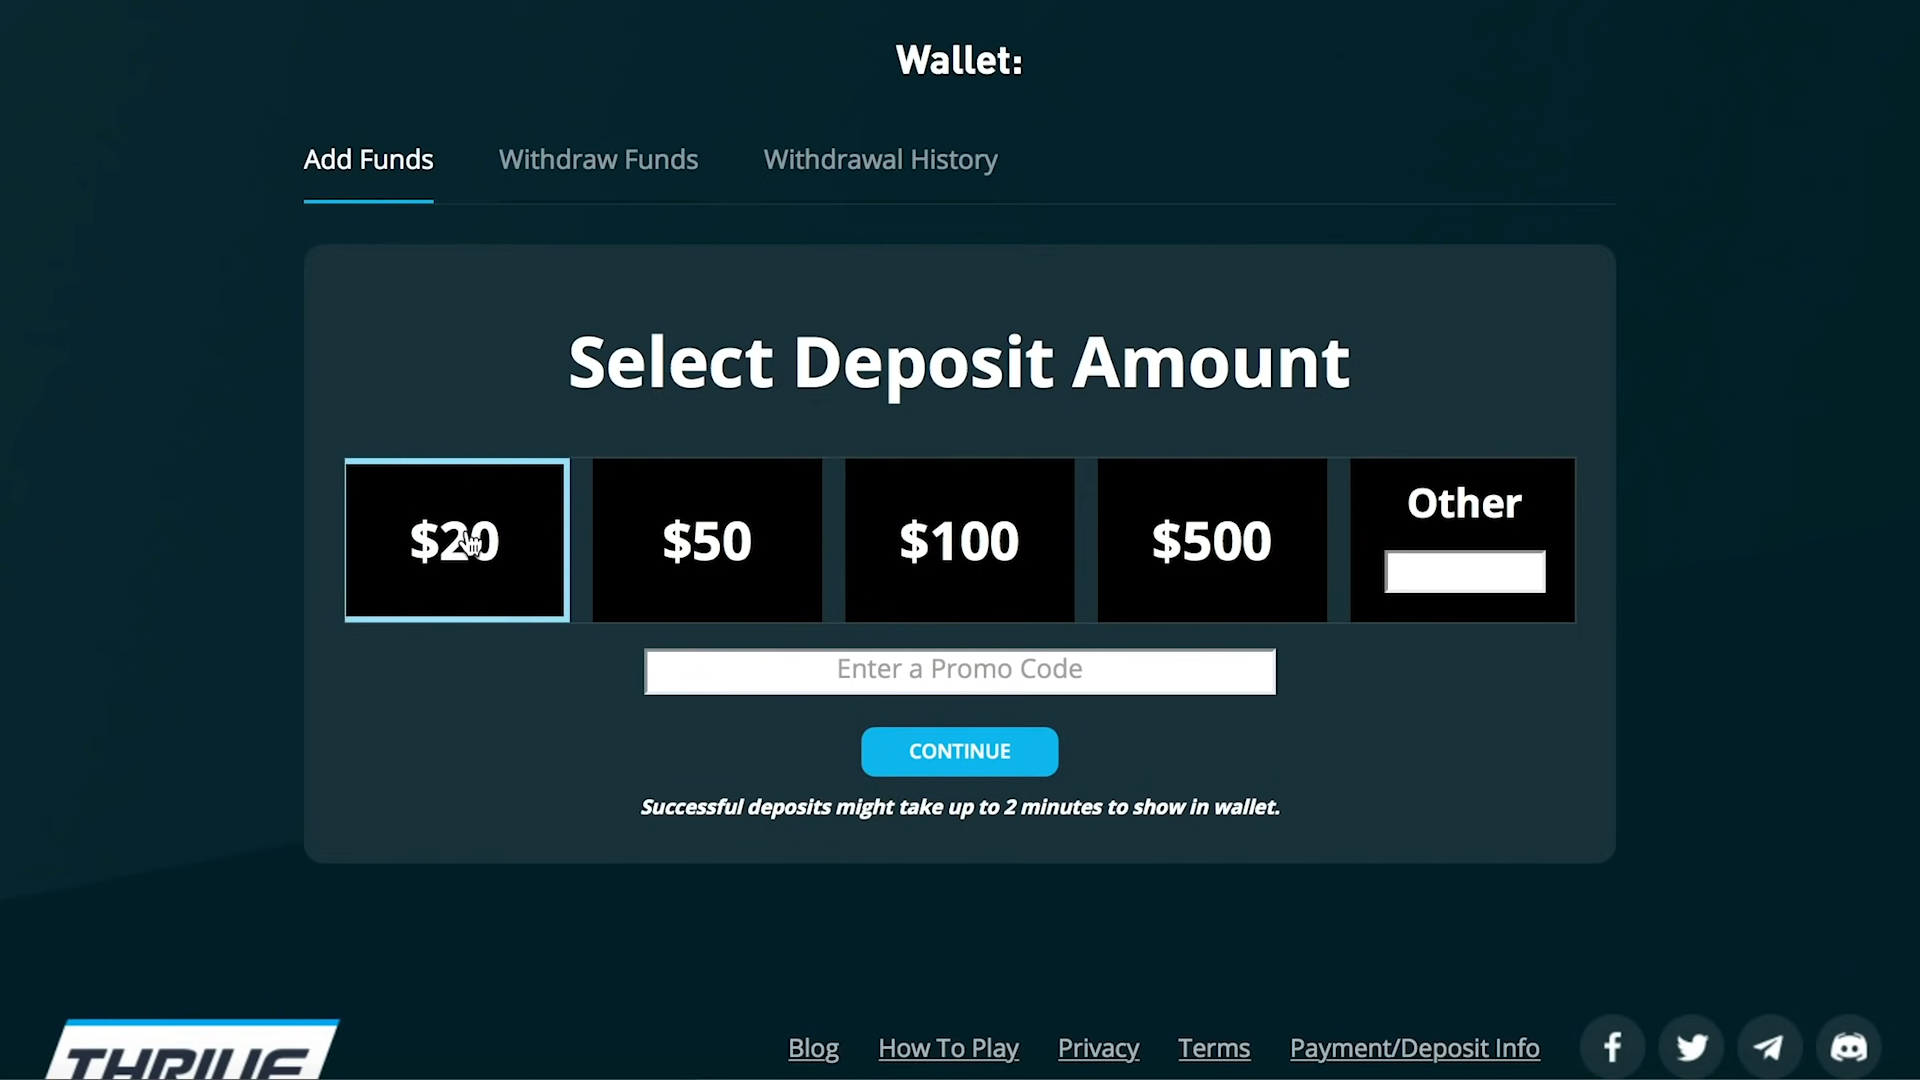 Wallet:
Add Funds Withdraw Funds Withdrawal History
Select Deposit Amount
$20 $50 $100 $500 Other
Enter a Promo Code
CONTINUE
Successful deposits might take up to 2 minutes to show in wallet.
THRIVE Blog How To Play Privacy Terms Payment/Deposit Info